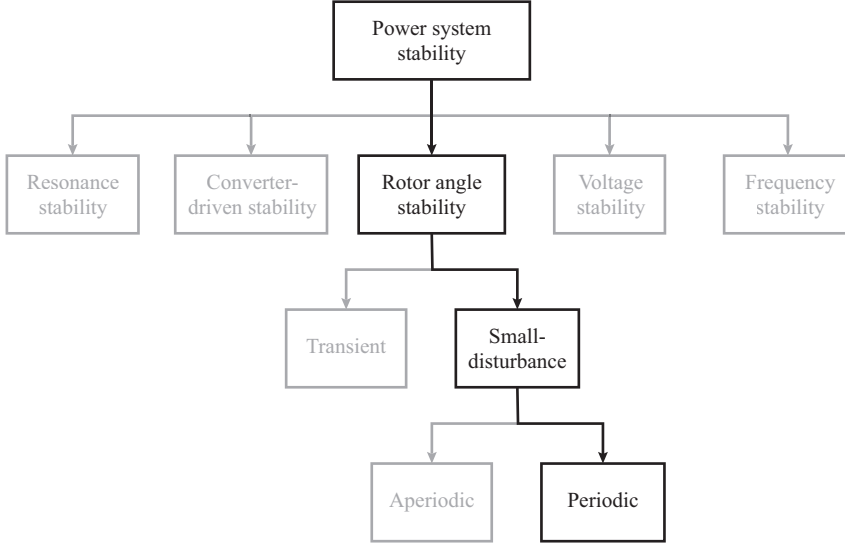 Power system
stability
Resonance
stability
Converter-
driven stability
Rotor angle
stability
Voltage
stability
Frequency
stability
Transient
Small-
disturbance
Aperiodic
Periodic